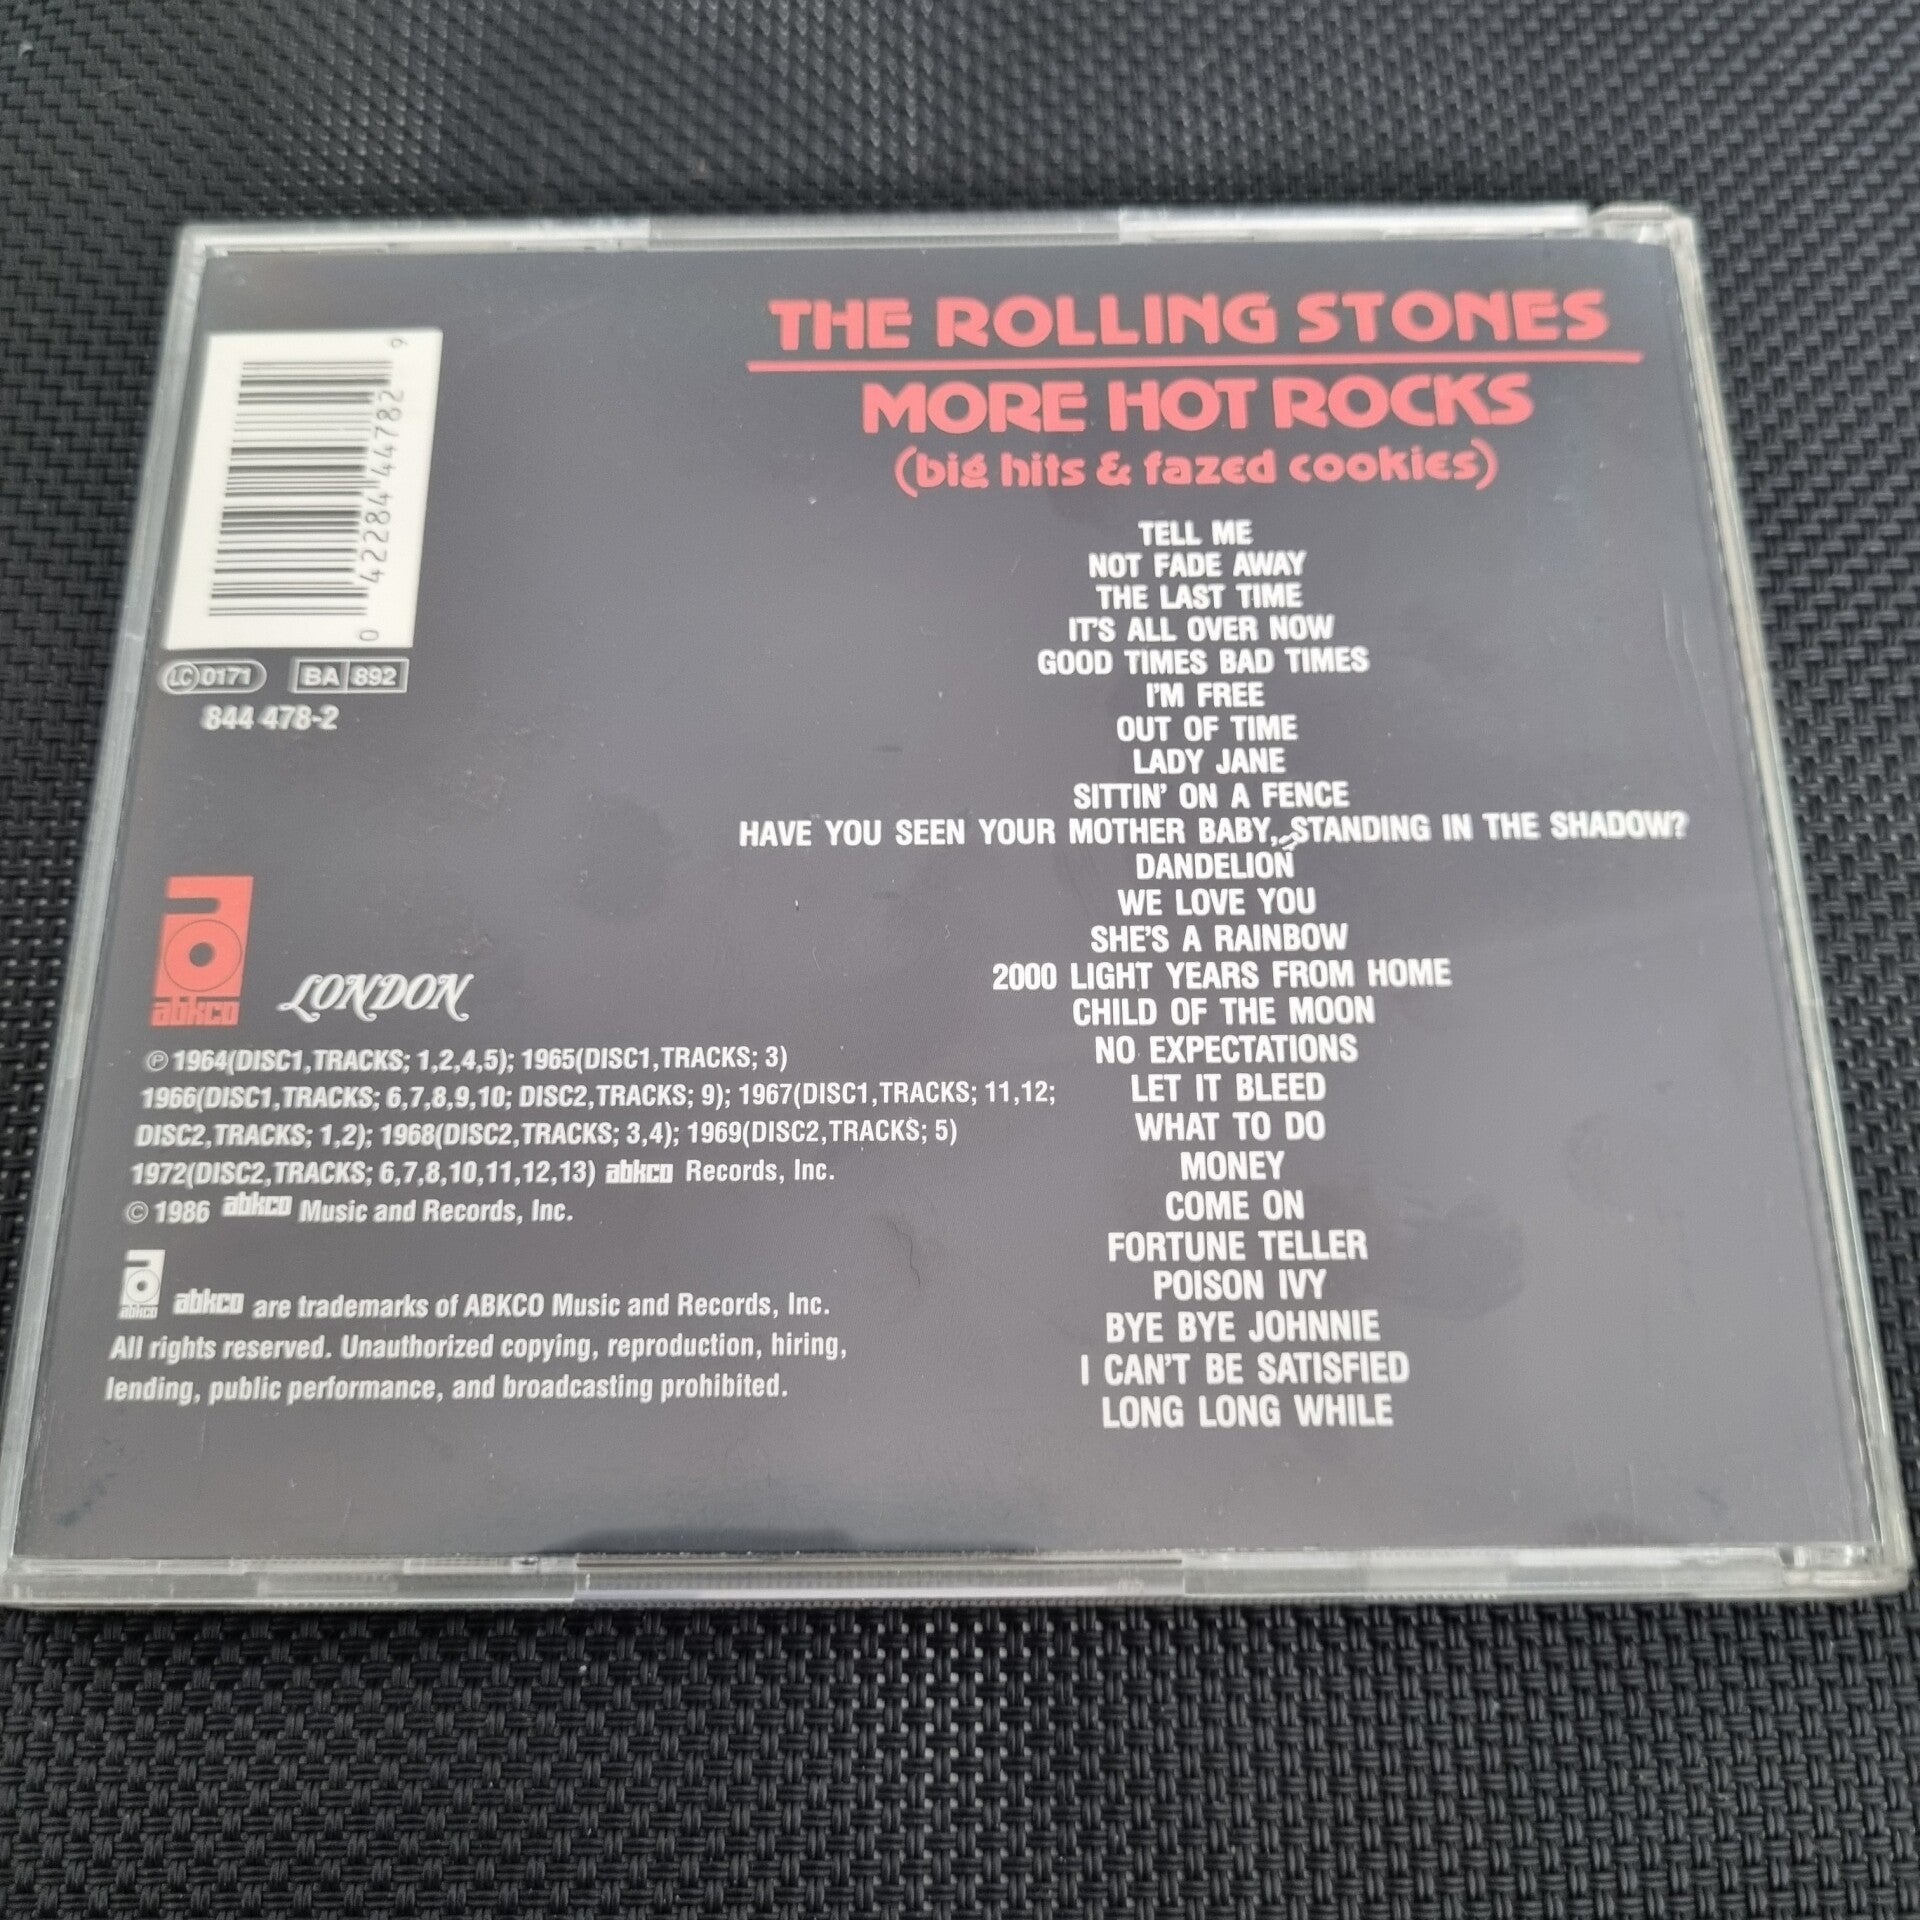 THE ROLLING STONES
MORE HOT ROCKS
(big hits & fazed cookies)
TELL ME
NOT FADE AWAY
THE LAST TIME
IT'S ALL OVER NOW
GOOD TIMES BAD TIMES
I'M FREE
OUT OF TIME
LADY JANE
SITTIN' ON A FENCE
HAVE YOU SEEN YOUR MOTHER BABY, STANDING IN THE SHADOW?
DANDELION
WE LOVE YOU
SHE'S A RAINBOW
2000 LIGHT YEARS FROM HOME
CHILD OF THE MOON
NO EXPECTATIONS
LET IT BLEED
WHAT TO DO
MONEY
COME ON
FORTUNE TELLER
POISON IVY
BYE BYE JOHNNIE
I CAN'T BE SATISFIED
LONG LONG WHILE
0 42284 44782 9
LC 0171 BA 892
844 478-2
abkco
LONDON
℗ 1964(DISC1,TRACKS; 1,2,4,5); 1965(DISC1,TRACKS; 3)
1966(DISC1,TRACKS; 6,7,8,9,10; DISC2,TRACKS; 9); 1967(DISC1,TRACKS; 11,12;
DISC2,TRACKS; 1,2); 1968(DISC2,TRACKS; 3,4); 1969(DISC2,TRACKS; 5)
1972(DISC2,TRACKS; 6,7,8,10,11,12,13) abkco Records, Inc.
© 1986 abkco Music and Records, Inc.
abkco abkco are trademarks of ABKCO Music and Records, Inc.
All rights reserved. Unauthorized copying, reproduction, hiring,
lending, public performance, and broadcasting prohibited.